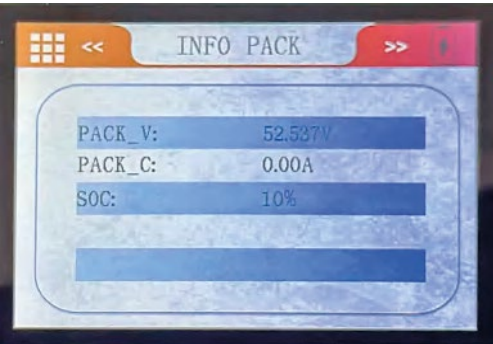 << INFO PACK >>
PACK_V: 52.537V
PACK_C: 0.00A
SOC: 10%